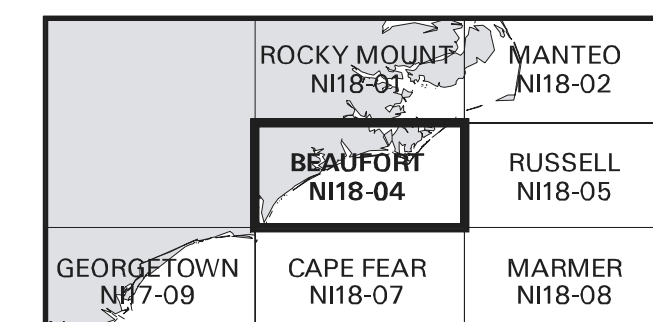 ROCKY MOUNT
NI18-01
MANTEO
NI18-02
BEAUFORT
NI18-04
RUSSELL
NI18-05
GEORGETOWN
NI17-09
CAPE FEAR
NI18-07
MARMER
NI18-08